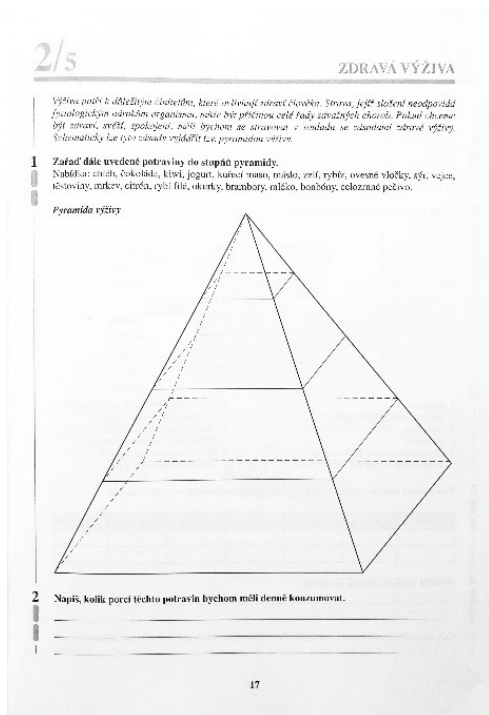 2/5
ZDRAVÁ VÝŽIVA
Výživa patří k důležitým činitelům, které ovlivňují zdraví člověka. Strava, jejíž složení neodpovídá
fyziologickým nárokům organismu, může být příčinou celé řady závažných chorob. Pokud chceme
být zdraví, svěží, spokojení, měli bychom se stravovat v souladu se zásadami zdravé výživy.
Schematicky lze tyto zásady vyjádřit tzv. pyramidou výživy.
1 Zařaď dále uvedené potraviny do stupňů pyramidy.
Nabídka: chléb, čokoláda, kiwi, jogurt, kuřecí maso, máslo, zelí, rybíz, ovesné vločky, sýr, vejce,
těstoviny, mrkev, citrón, rybí filé, okurky, brambory, mléko, bonbóny, celozrnné pečivo.
Pyramida výživy
2 Napiš, kolik porcí těchto potravin bychom měli denně konzumovat.
17